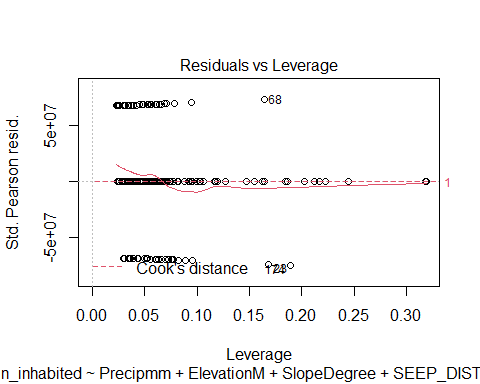 Residuals vs Leverage
Std. Pearson resid.
5e+07
-5e+07
68
1
Cook's distance
0.00 0.05 0.10 0.15 0.20 0.25 0.30
Leverage
n_inhabited ~ Precipmm + ElevationM + SlopeDegree + SEEP_DIST